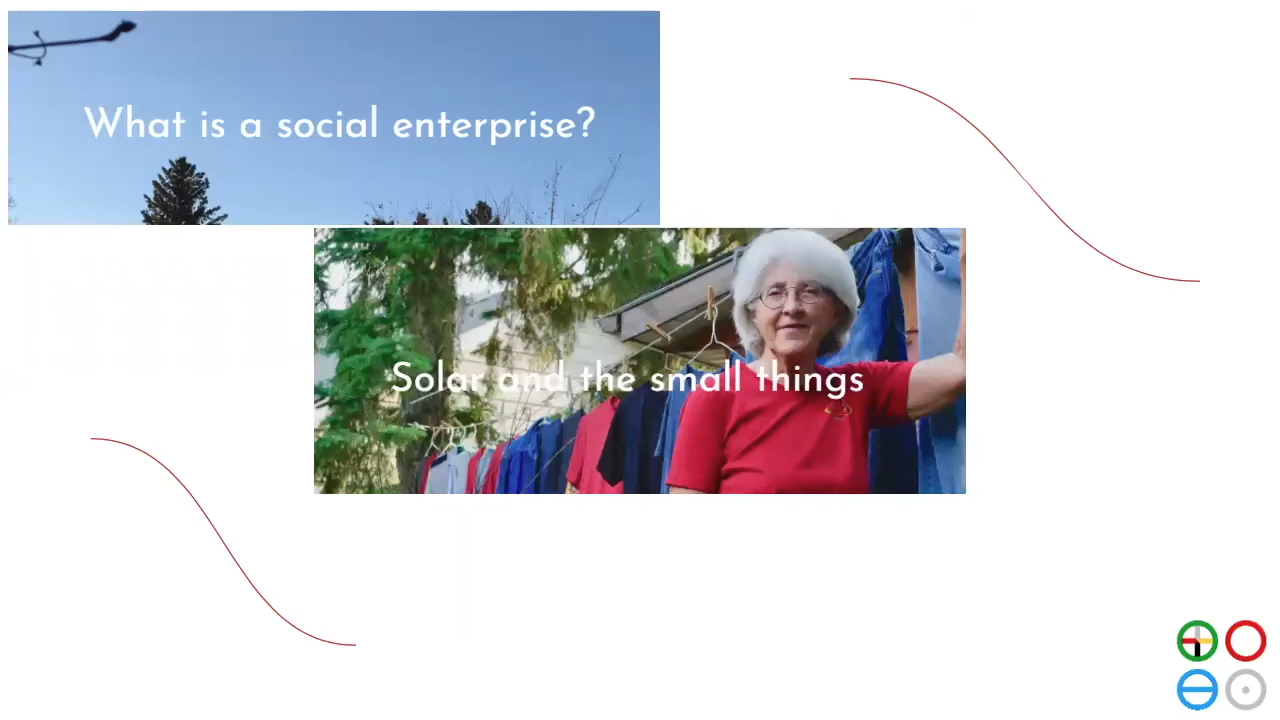 What is a social enterprise?
Solar and the small things